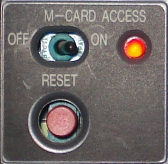 M-CARD ACCESS
OFF ON
RESET